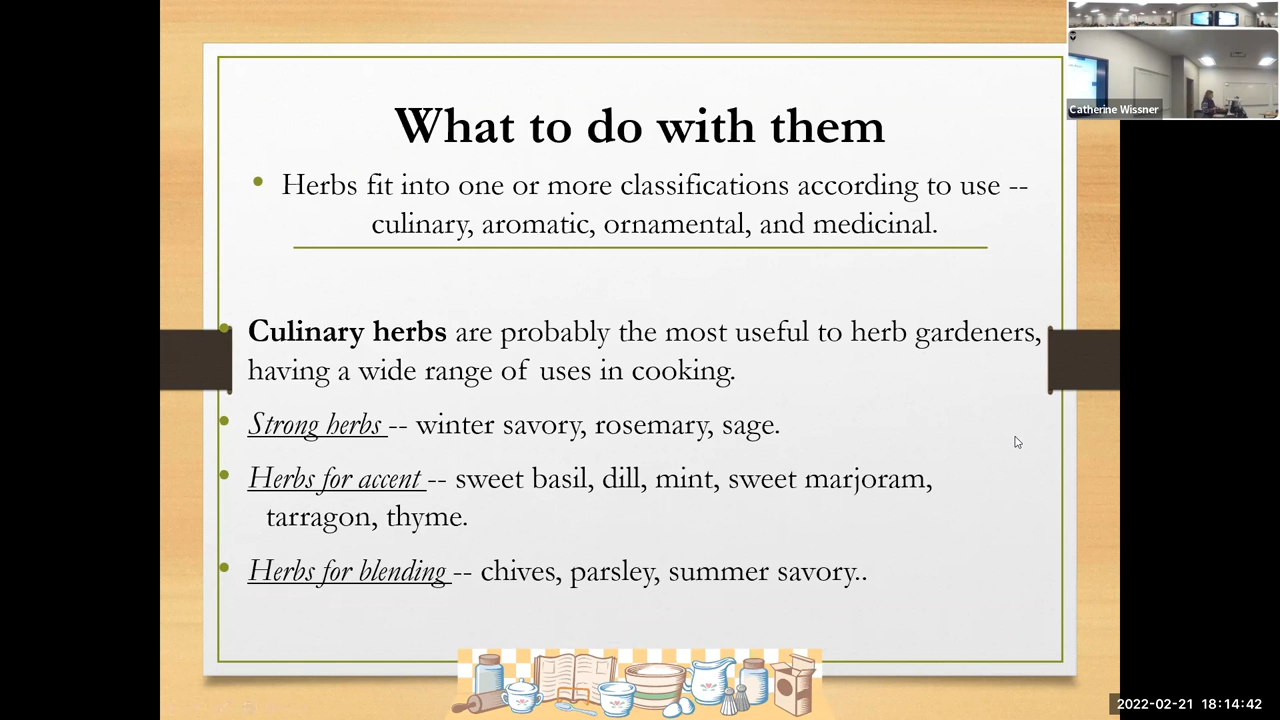 What to do with them
• Herbs fit into one or more classifications according to use --
culinary, aromatic, ornamental, and medicinal.
• Culinary herbs are probably the most useful to herb gardeners,
having a wide range of uses in cooking.
• Strong herbs -- winter savory, rosemary, sage.
• Herbs for accent -- sweet basil, dill, mint, sweet marjoram,
tarragon, thyme.
• Herbs for blending -- chives, parsley, summer savory..
Catherine Wissner
2022-02-21 18:14:42